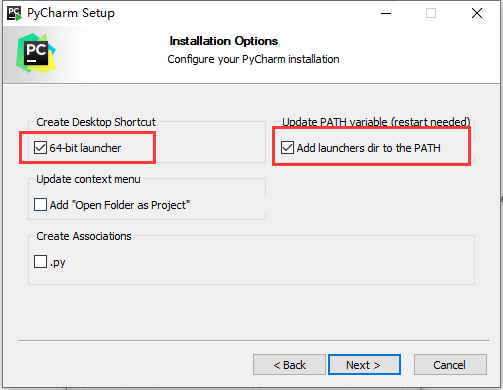 PyCharm Setup
PC
Installation Options
Configure your PyCharm installation
Create Desktop Shortcut
64-bit launcher
Update PATH variable (restart needed)
Add launchers dir to the PATH
Update context menu
Add "Open Folder as Project"
Create Associations
.py
< Back
Next >
Cancel